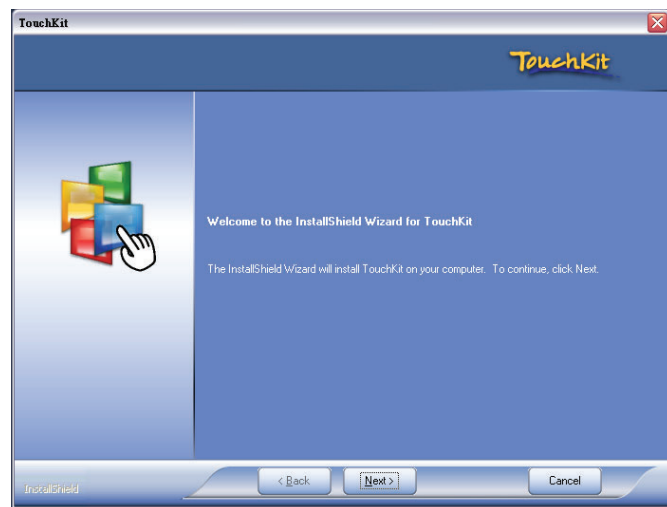 TouchKit
TouchKit
Welcome to the InstallShield Wizard for TouchKit
The InstallShield Wizard will install TouchKit on your computer. To continue, click Next.
InstallShield
< Back
Next >
Cancel